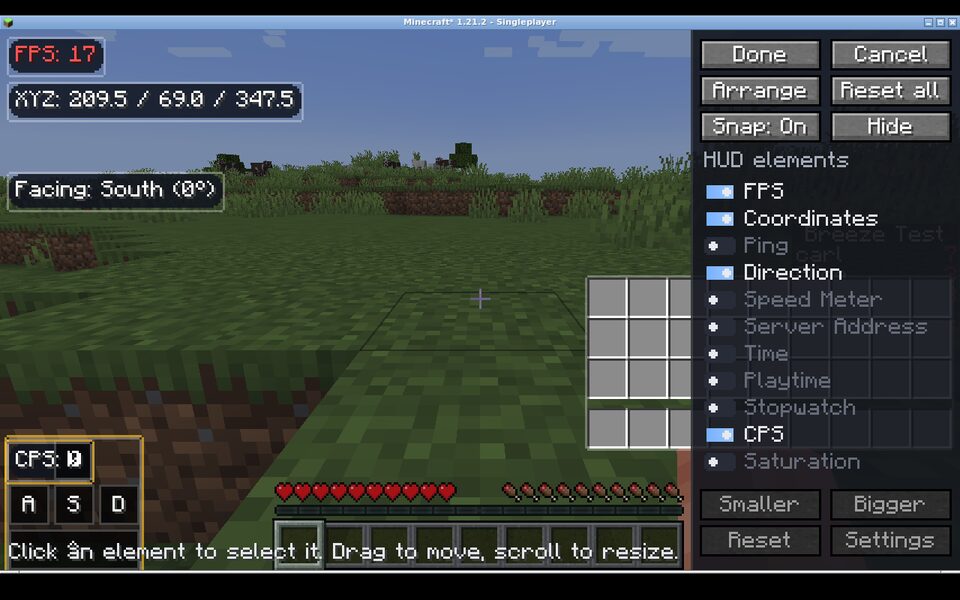 Minecraft* 1.21.2 - Singleplayer
FPS: 17
XYZ: 209.5 / 69.0 / 347.5
Facing: South (0°)
CPS: 0
A S D
Click an element to select it. Drag to move, scroll to resize.
Done Cancel
Arrange Reset all
Snap: On Hide
HUD elements
FPS
Coordinates
Breeze Test
Ping
Direction
Speed Meter
Server Address
Time
Playtime
Stopwatch
CPS
Saturation
Smaller Bigger
Reset Settings